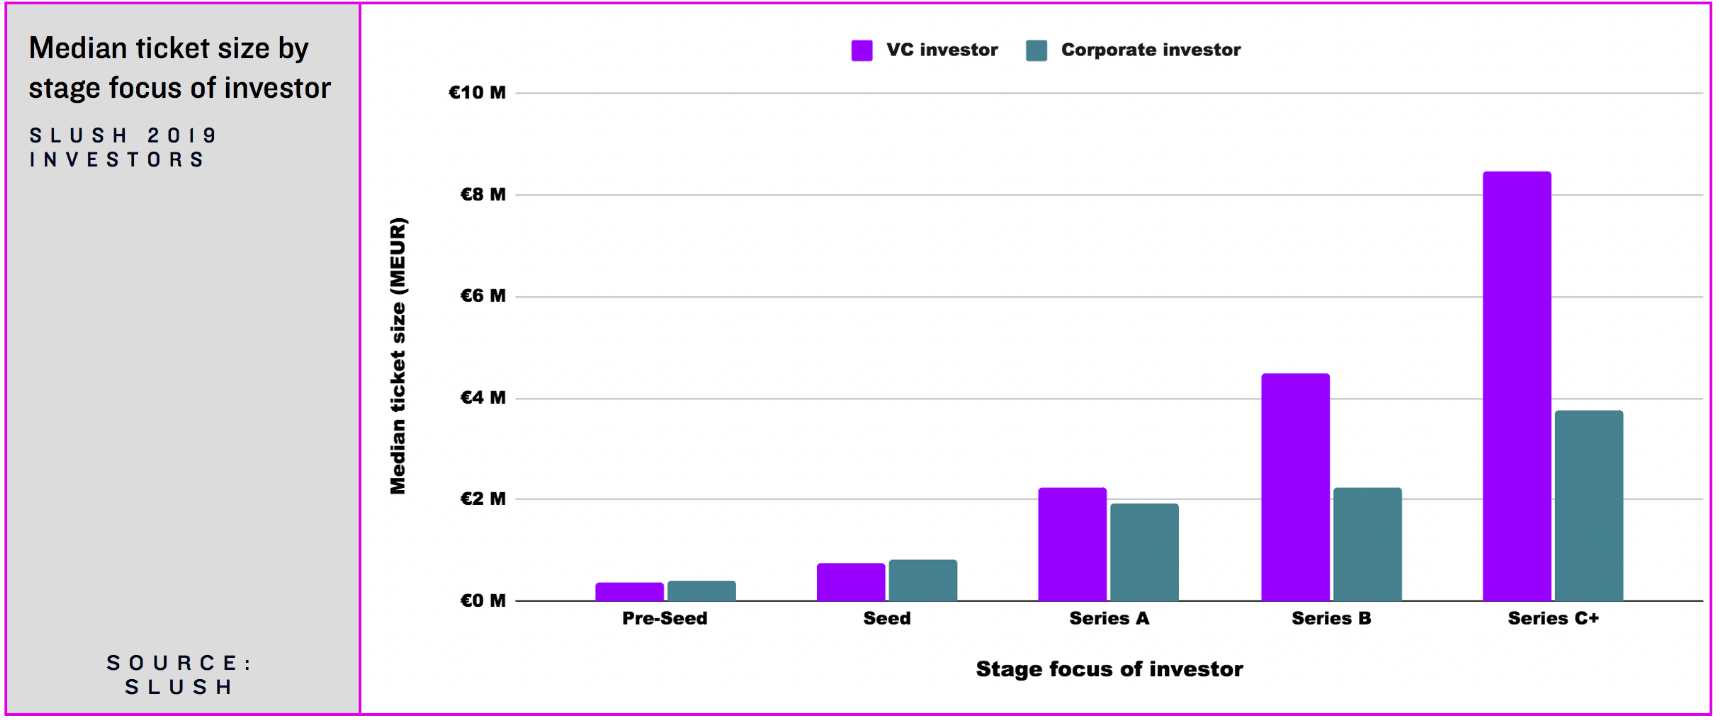 Median ticket size by
stage focus of investor
SLUSH 2019
INVESTORS
SOURCE:
SLUSH
VC investor
Corporate investor
Median ticket size (MEUR)
€10 M
€8 M
€6 M
€4 M
€2 M
€0 M
Pre-Seed
Seed
Series A
Series B
Series C+
Stage focus of investor